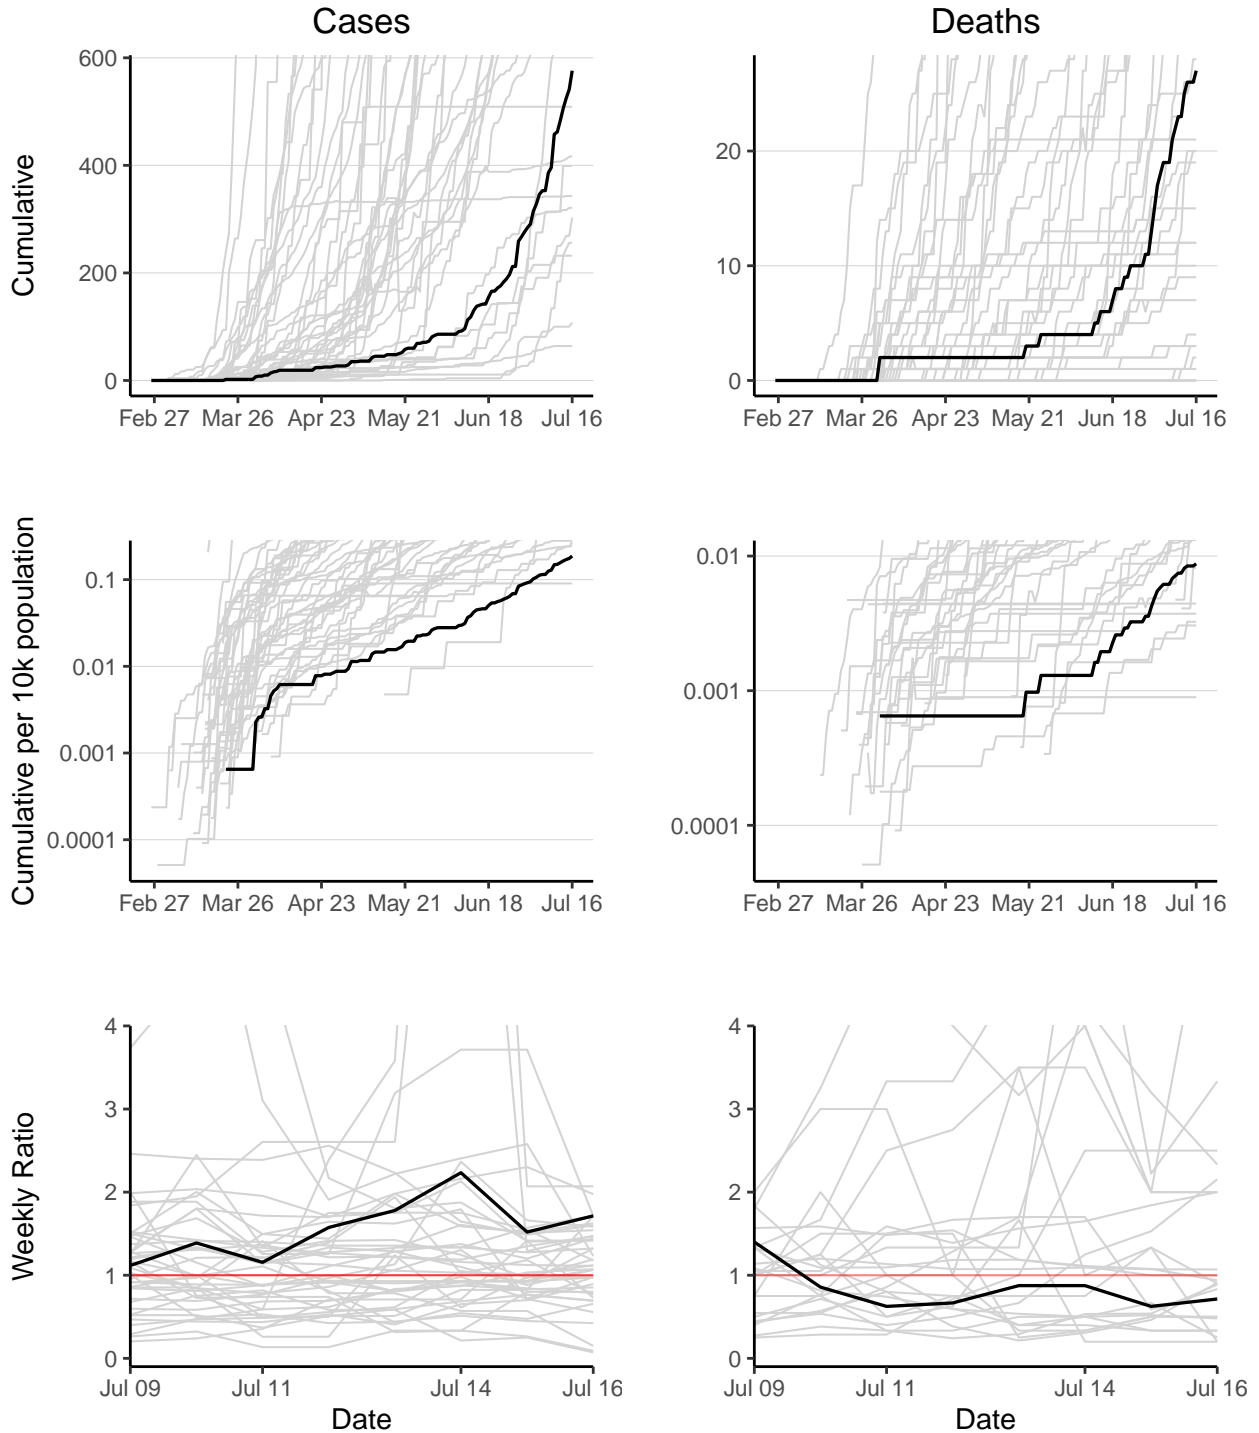 Cases
Deaths
Cumulative
600
400
200
0
Feb 27 Mar 26 Apr 23 May 21 Jun 18 Jul 16
20
10
0
Feb 27 Mar 26 Apr 23 May 21 Jun 18 Jul 16
Cumulative per 10k population
0.1
0.01
0.001
0.0001
Feb 27 Mar 26 Apr 23 May 21 Jun 18 Jul 16
0.01
0.001
0.0001
Feb 27 Mar 26 Apr 23 May 21 Jun 18 Jul 16
Weekly Ratio
4
3
2
1
0
Jul 09 Jul 11 Jul 14 Jul 16
Date
4
3
2
1
0
Jul 09 Jul 11 Jul 14 Jul 16
Date